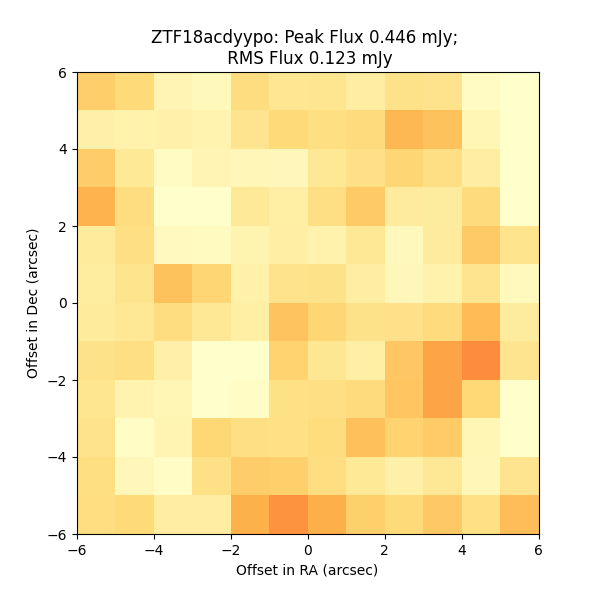 ZTF18acdyypo: Peak Flux 0.446 mJy;
RMS Flux 0.123 mJy
6
4
2
0
−2
−4
−6
Offset in Dec (arcsec)
−6 −4 −2 0 2 4 6
Offset in RA (arcsec)